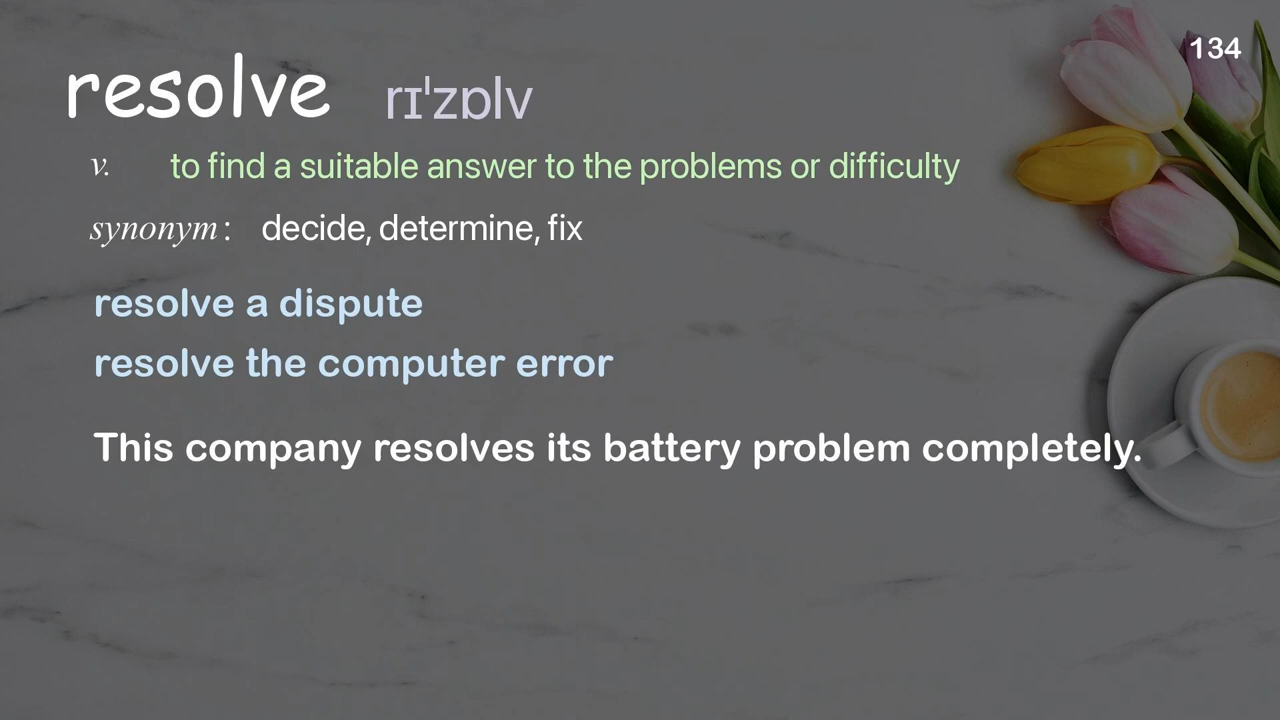 134
resolve rɪˈzɒlv
v. to find a suitable answer to the problems or difficulty
synonym: decide, determine, fix
resolve a dispute
resolve the computer error
This company resolves its battery problem completely.